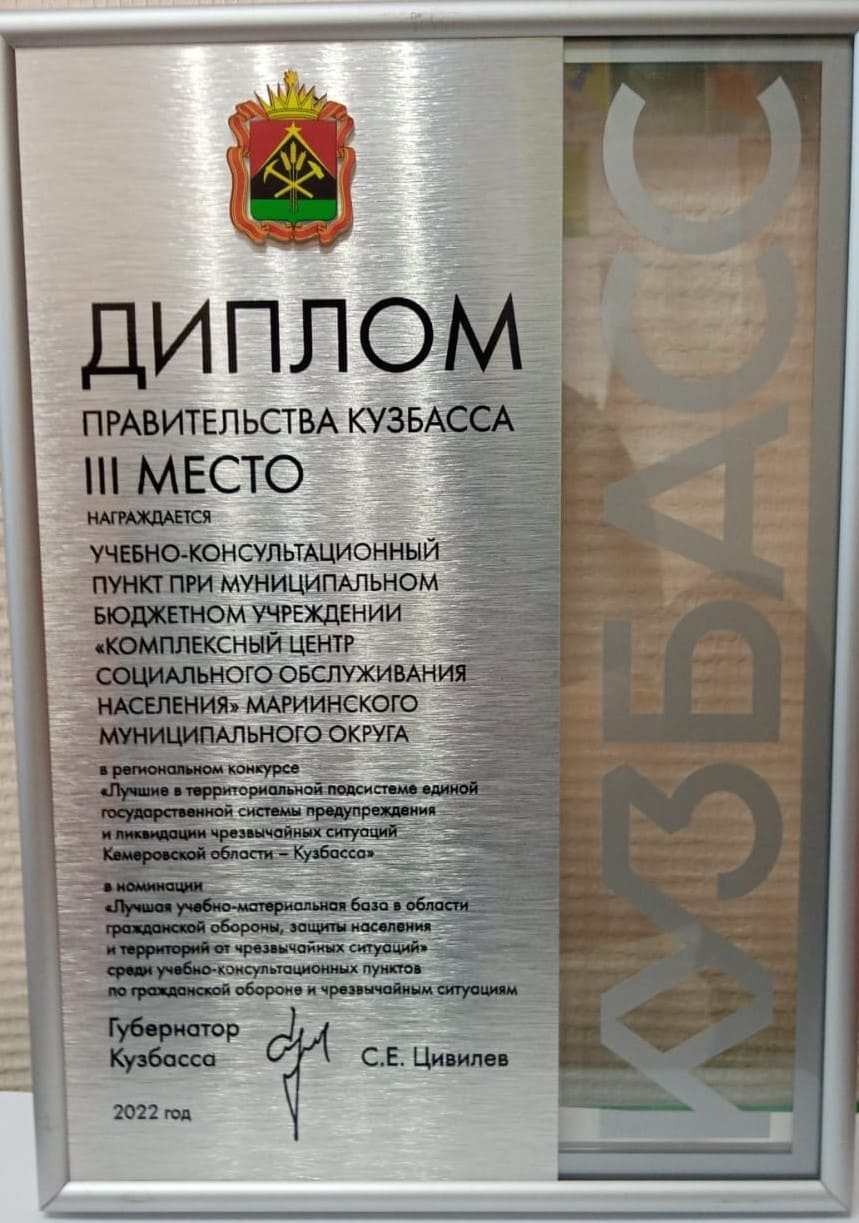 ДИПЛОМ
ПРАВИТЕЛЬСТВА КУЗБАССА
III МЕСТО
НАГРАЖДАЕТСЯ
УЧЕБНО-КОНСУЛЬТАЦИОННЫЙ
ПУНКТ ПРИ МУНИЦИПАЛЬНОМ
БЮДЖЕТНОМ УЧРЕЖДЕНИИ
«КОМПЛЕКСНЫЙ ЦЕНТР
СОЦИАЛЬНОГО ОБСЛУЖИВАНИЯ
НАСЕЛЕНИЯ» МАРИИНСКОГО
МУНИЦИПАЛЬНОГО ОКРУГА
в региональном конкурсе
«Лучшие в территориальной подсистеме единой
государственной системы предупреждения
и ликвидации чрезвычайных ситуаций
Кемеровской области – Кузбасса»
в номинации
«Лучшая учебно-материальная база в области
гражданской обороны, защиты населения
и территорий от чрезвычайных ситуаций»
среди учебно-консультационных пунктов
по гражданской обороне и чрезвычайным ситуациям
Губернатор
Кузбасса С.Е. Цивилев
2022 год
КУЗБАСС